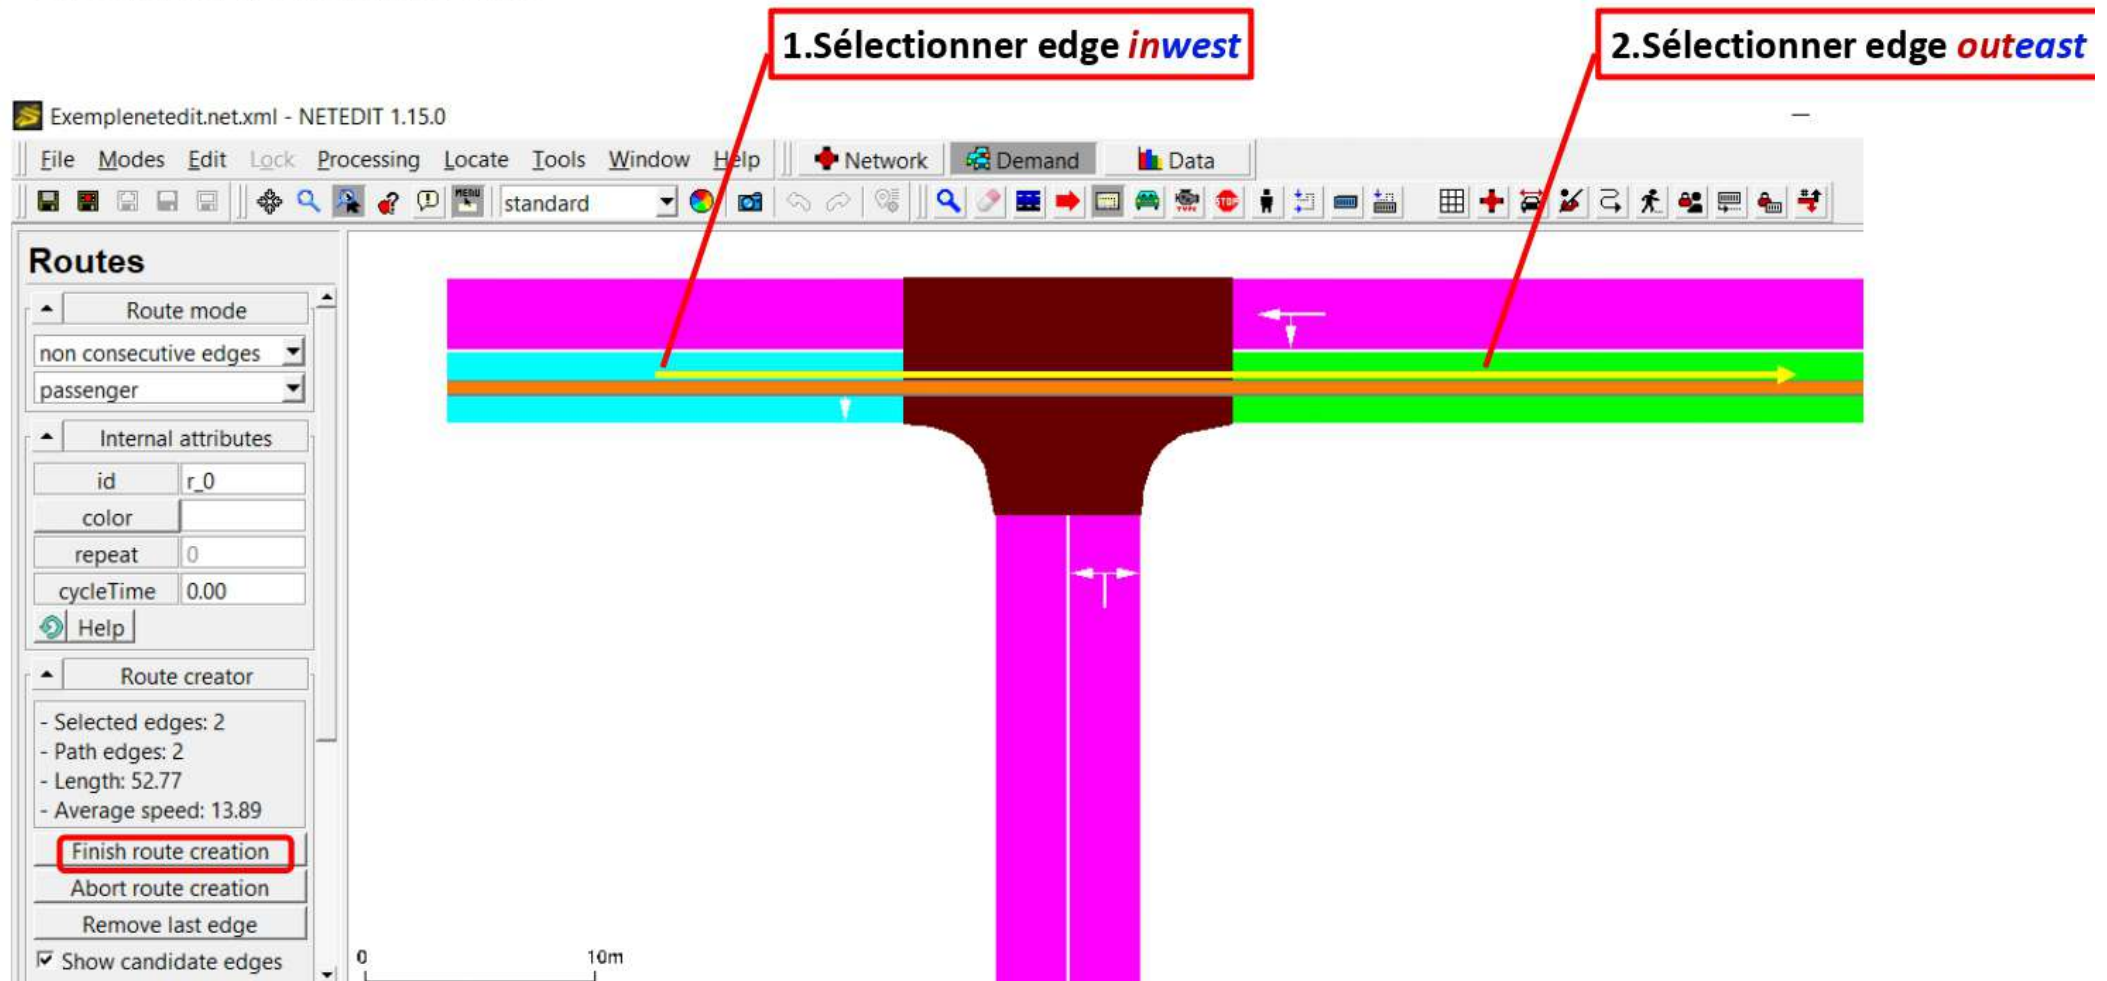 1.Sélectionner edge inwest
2.Sélectionner edge outeast
Exemplenetedit.net.xml - NETEDIT 1.15.0
File Modes Edit Lock Processing Locate Tools Window Help Network Demand Data
MENU standard TYPE STOP
Routes
Route mode
non consecutive edges
passenger
Internal attributes
id r_0
color
repeat 0
cycleTime 0.00
Help
Route creator
- Selected edges: 2
- Path edges: 2
- Length: 52.77
- Average speed: 13.89
Finish route creation
Abort route creation
Remove last edge
Show candidate edges
0 10m